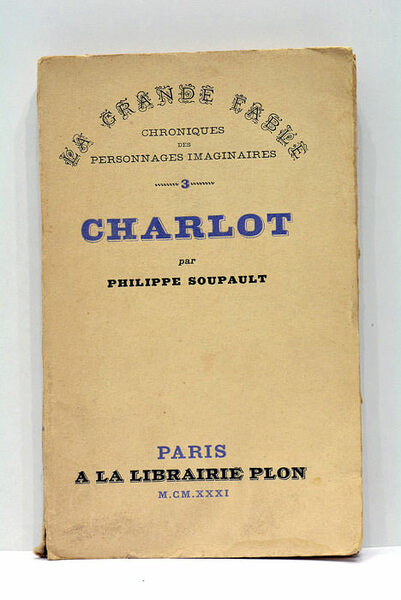 LA GRANDE FABLE
CHRONIQUES
DES
PERSONNAGES IMAGINAIRES
3
CHARLOT
par
PHILIPPE SOUPAULT
PARIS
A LA LIBRAIRIE PLON
M.CM.XXXI